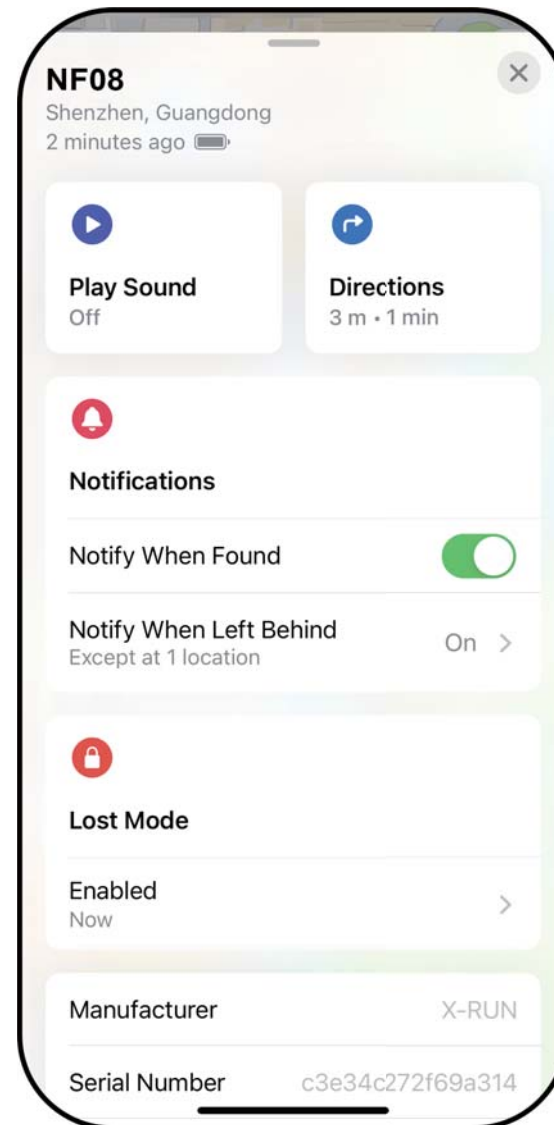 NF08
Shenzhen, Guangdong
2 minutes ago
Play Sound
Off
Directions
3 m • 1 min
Notifications
Notify When Found
Notify When Left Behind
Except at 1 location
On
Lost Mode
Enabled
Now
Manufacturer
X-RUN
Serial Number
c3e34c272f69a314